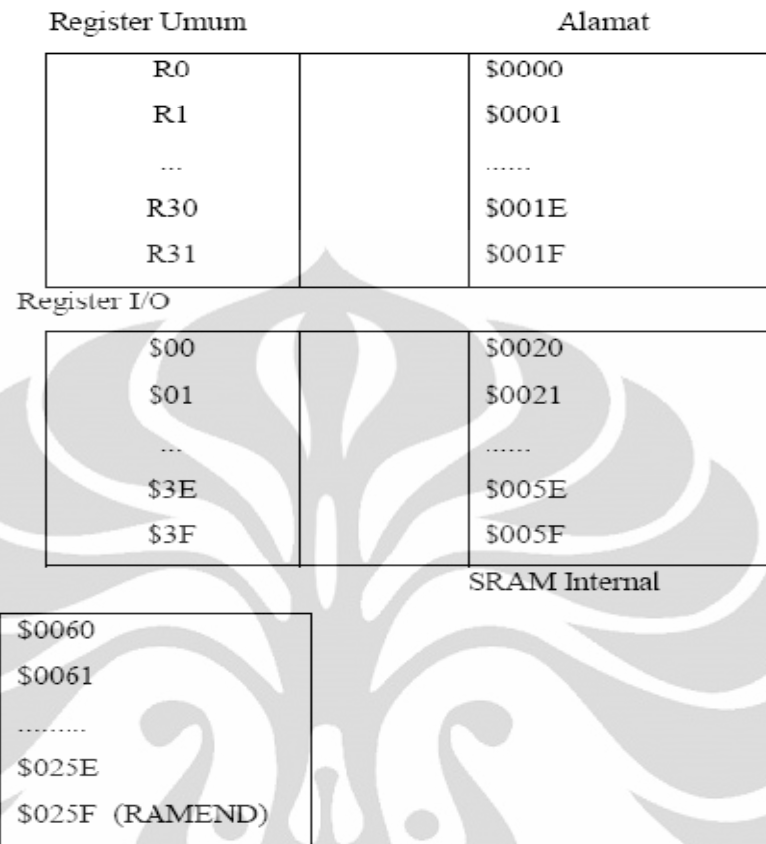 Register Umum Alamat
R0 $0000
R1 $0001
... ......
R30 $001E
R31 $001F
Register I/O
$00 $0020
$01 $0021
... ......
$3E $005E
$3F $005F
SRAM Internal
$0060
$0061
.........
$025E
$025F (RAMEND)